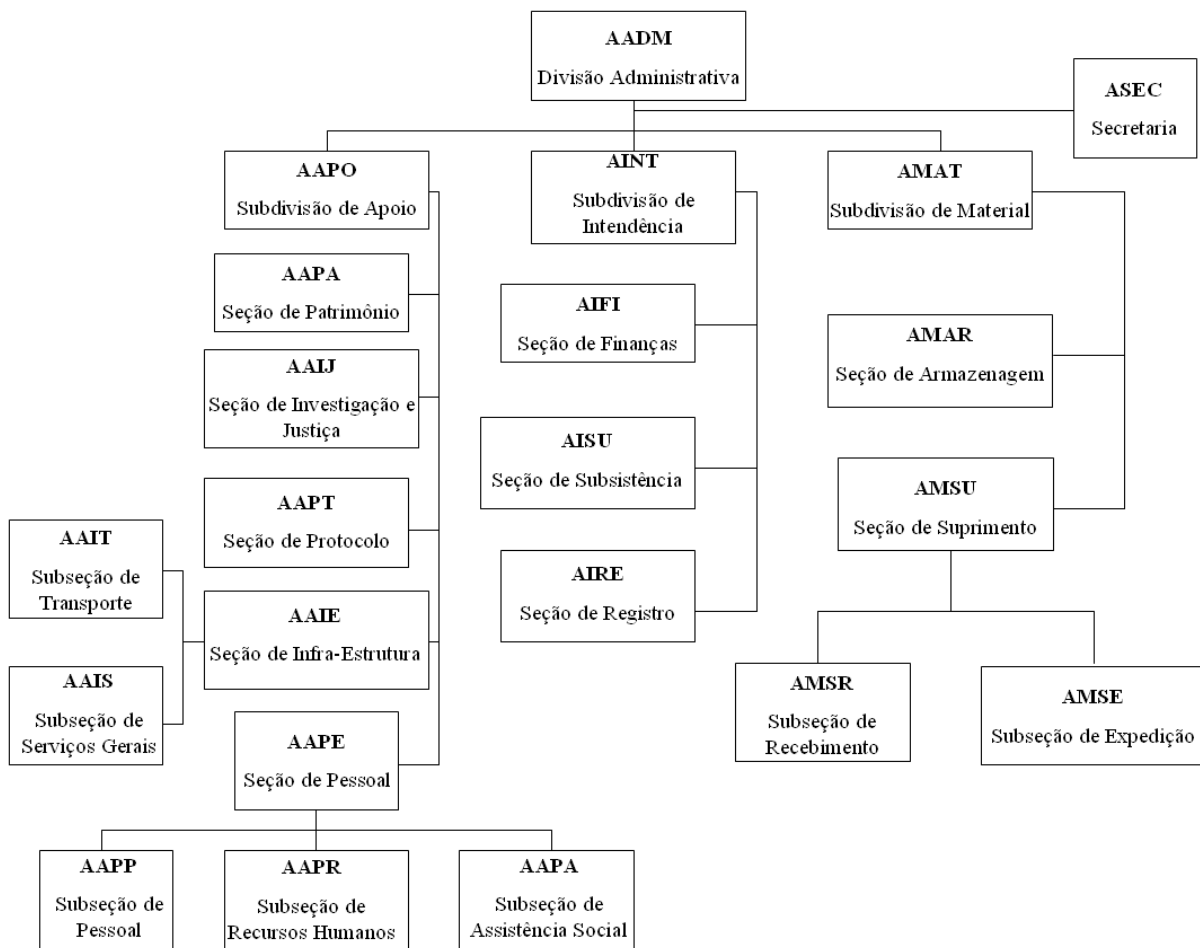 AADM
Divisão Administrativa
ASEC
Secretaria
AAPO
Subdivisão de Apoio
AINT
Subdivisão de
Intendência
AMAT
Subdivisão de Material
AAPA
Seção de Patrimônio
AIFI
Seção de Finanças
AMAR
Seção de Armazenagem
AAIJ
Seção de Investigação e
Justiça
AISU
Seção de Subsistência
AMSU
Seção de Suprimento
AAPT
Seção de Protocolo
AAIT
Subseção de
Transporte
AIRE
Seção de Registro
AAIE
Seção de Infra-Estrutura
AAIS
Subseção de
Serviços Gerais
AMSR
Subseção de
Recebimento
AMSE
Subseção de Expedição
AAPE
Seção de Pessoal
AAPP
Subseção de
Pessoal
AAPR
Subseção de
Recursos Humanos
AAPA
Subseção de
Assistência Social